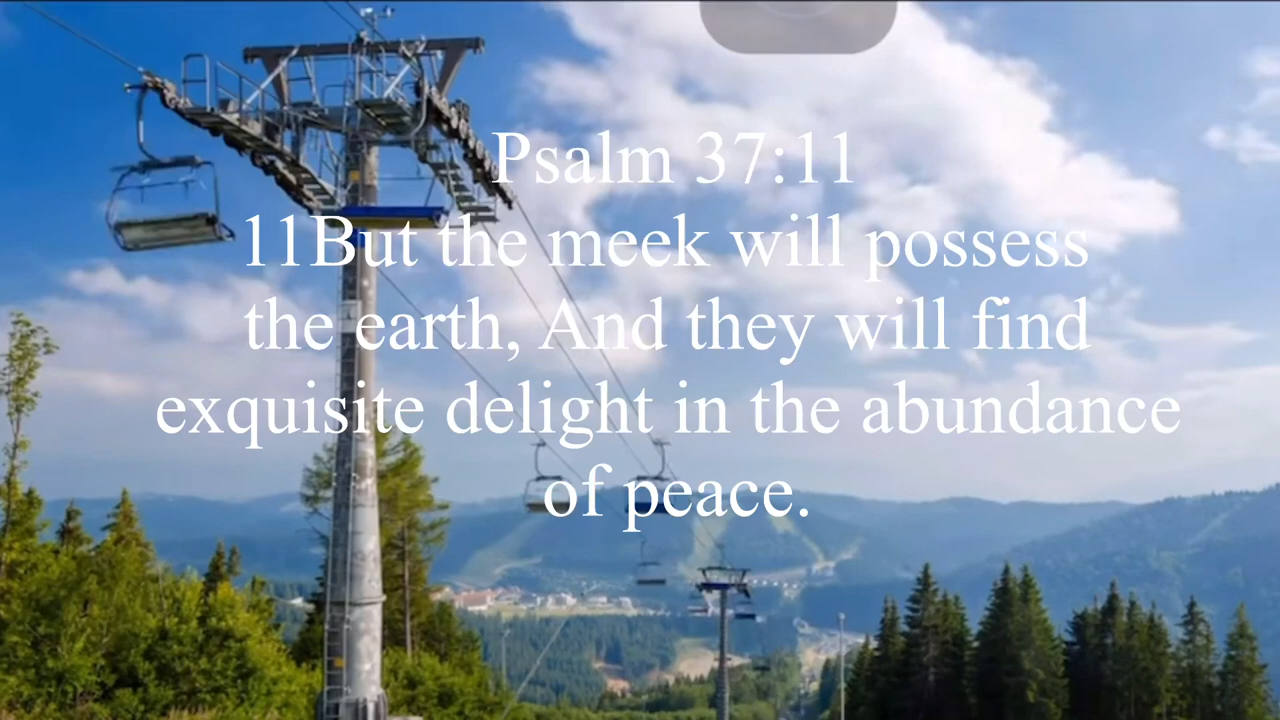 Psalm 37:11
11But the meek will possess
the earth, And they will find
exquisite delight in the abundance
of peace.